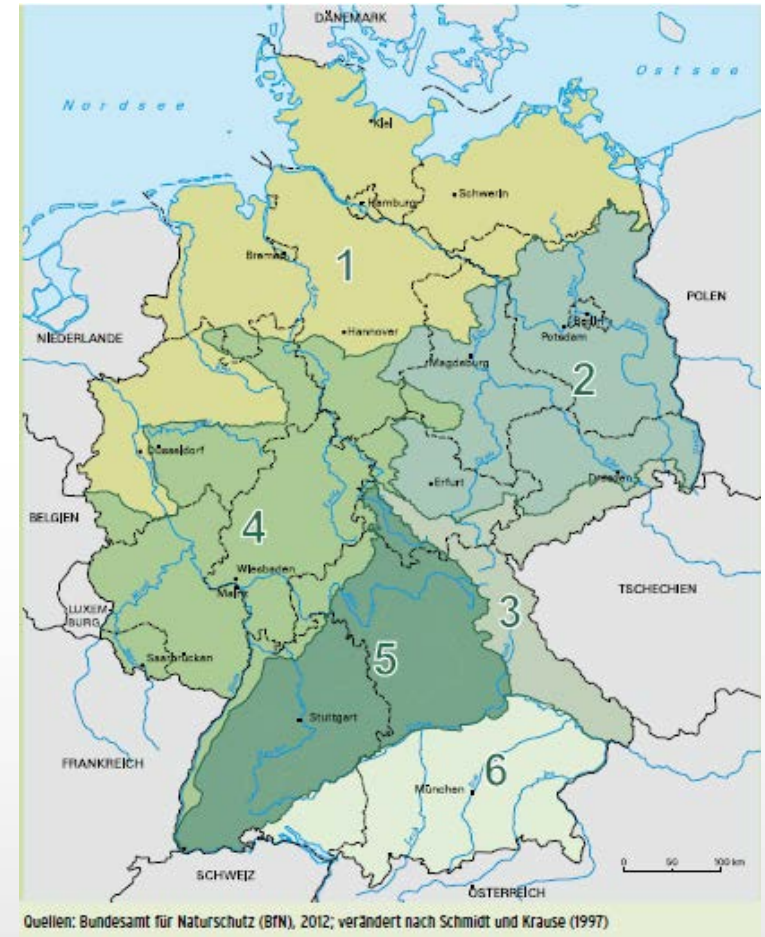 DÄNEMARK
Nordsee
Ostsee
Kiel
Schwerin
Hamburg
Bremen
1
POLEN
NIEDERLANDE
Hannover
Berlin
Potsdam
Magdeburg
2
Düsseldorf
Erfurt
Dresden
BELGIEN
4
Wiesbaden
Mainz
TSCHECHIEN
LUXEM
BURG
3
Saarbrücken
5
Stuttgart
FRANKREICH
6
München
0 50 100 km
SCHWEIZ
ÖSTERREICH
Quellen: Bundesamt für Naturschutz (BfN), 2012; verändert nach Schmidt und Krause (1997)